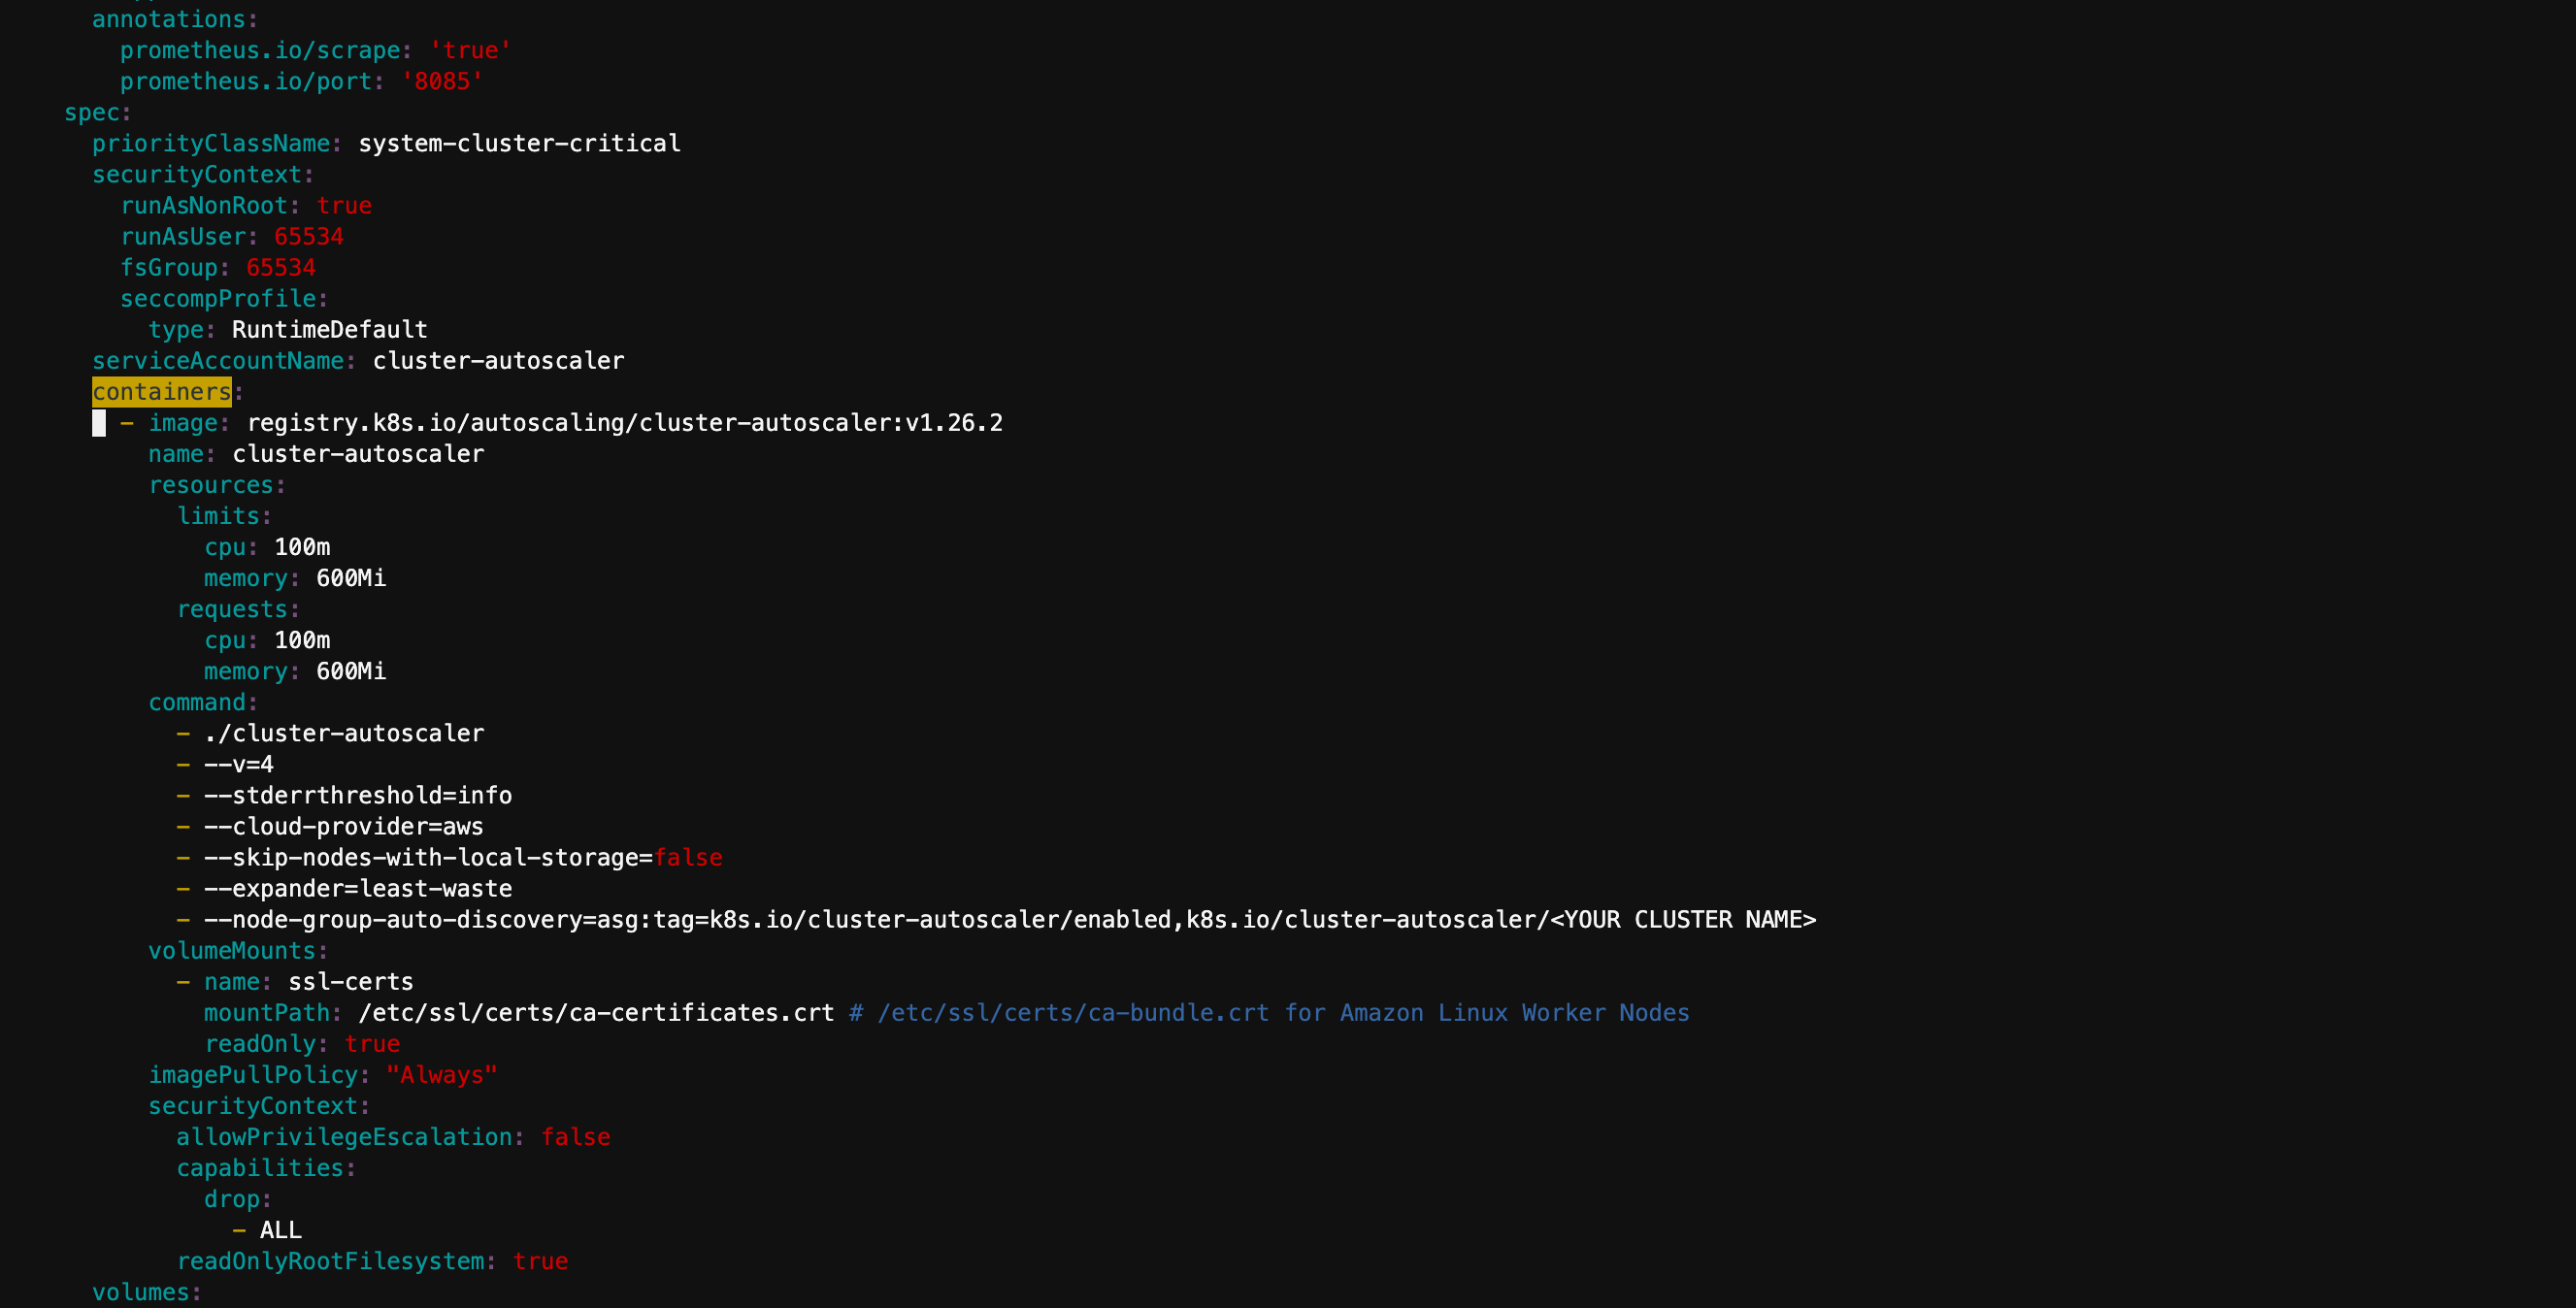 annotations:
prometheus.io/scrape: 'true'
prometheus.io/port: '8085'
spec:
priorityClassName: system-cluster-critical
securityContext:
runAsNonRoot: true
runAsUser: 65534
fsGroup: 65534
seccompProfile:
type: RuntimeDefault
serviceAccountName: cluster-autoscaler
containers:
- image: registry.k8s.io/autoscaling/cluster-autoscaler:v1.26.2
name: cluster-autoscaler
resources:
limits:
cpu: 100m
memory: 600Mi
requests:
cpu: 100m
memory: 600Mi
command:
- ./cluster-autoscaler
- --v=4
- --stderrthreshold=info
- --cloud-provider=aws
- --skip-nodes-with-local-storage=false
- --expander=least-waste
- --node-group-auto-discovery=asg:tag=k8s.io/cluster-autoscaler/enabled,k8s.io/cluster-autoscaler/<YOUR CLUSTER NAME>
volumeMounts:
- name: ssl-certs
mountPath: /etc/ssl/certs/ca-certificates.crt # /etc/ssl/certs/ca-bundle.crt for Amazon Linux Worker Nodes
readOnly: true
imagePullPolicy: "Always"
securityContext:
allowPrivilegeEscalation: false
capabilities:
drop:
- ALL
readOnlyRootFilesystem: true
volumes: